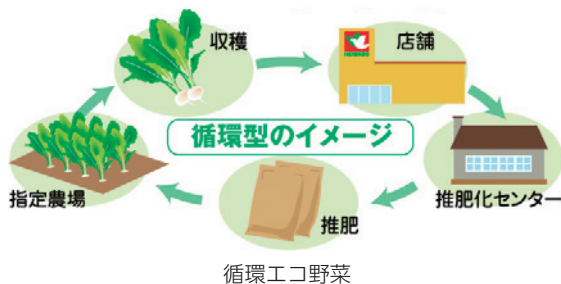 収穫
店舗
循環型のイメージ
指定農場
推肥
推肥化センター
循環エコ野菜